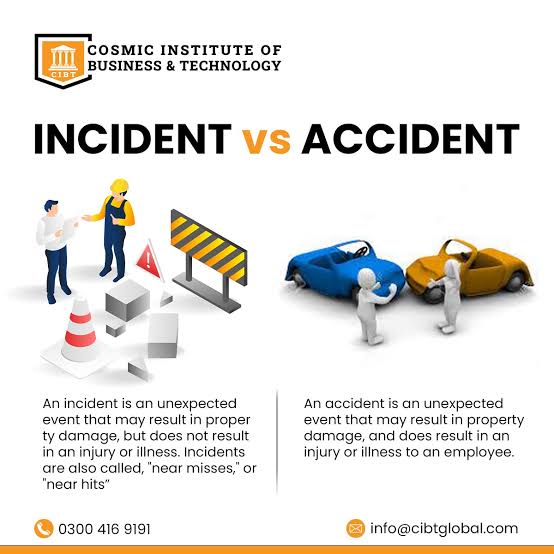 COSMIC INSTITUTE OF
BUSINESS & TECHNOLOGY
CIBT
INCIDENT vs ACCIDENT
!
An incident is an unexpected
event that may result in proper
ty damage, but does not result
in an injury or illness. Incidents
are also called, "near misses," or
"near hits”
An accident is an unexpected
event that may result in property
damage, and does result in an
injury or illness to an employee.
0300 416 9191
info@cibtglobal.com